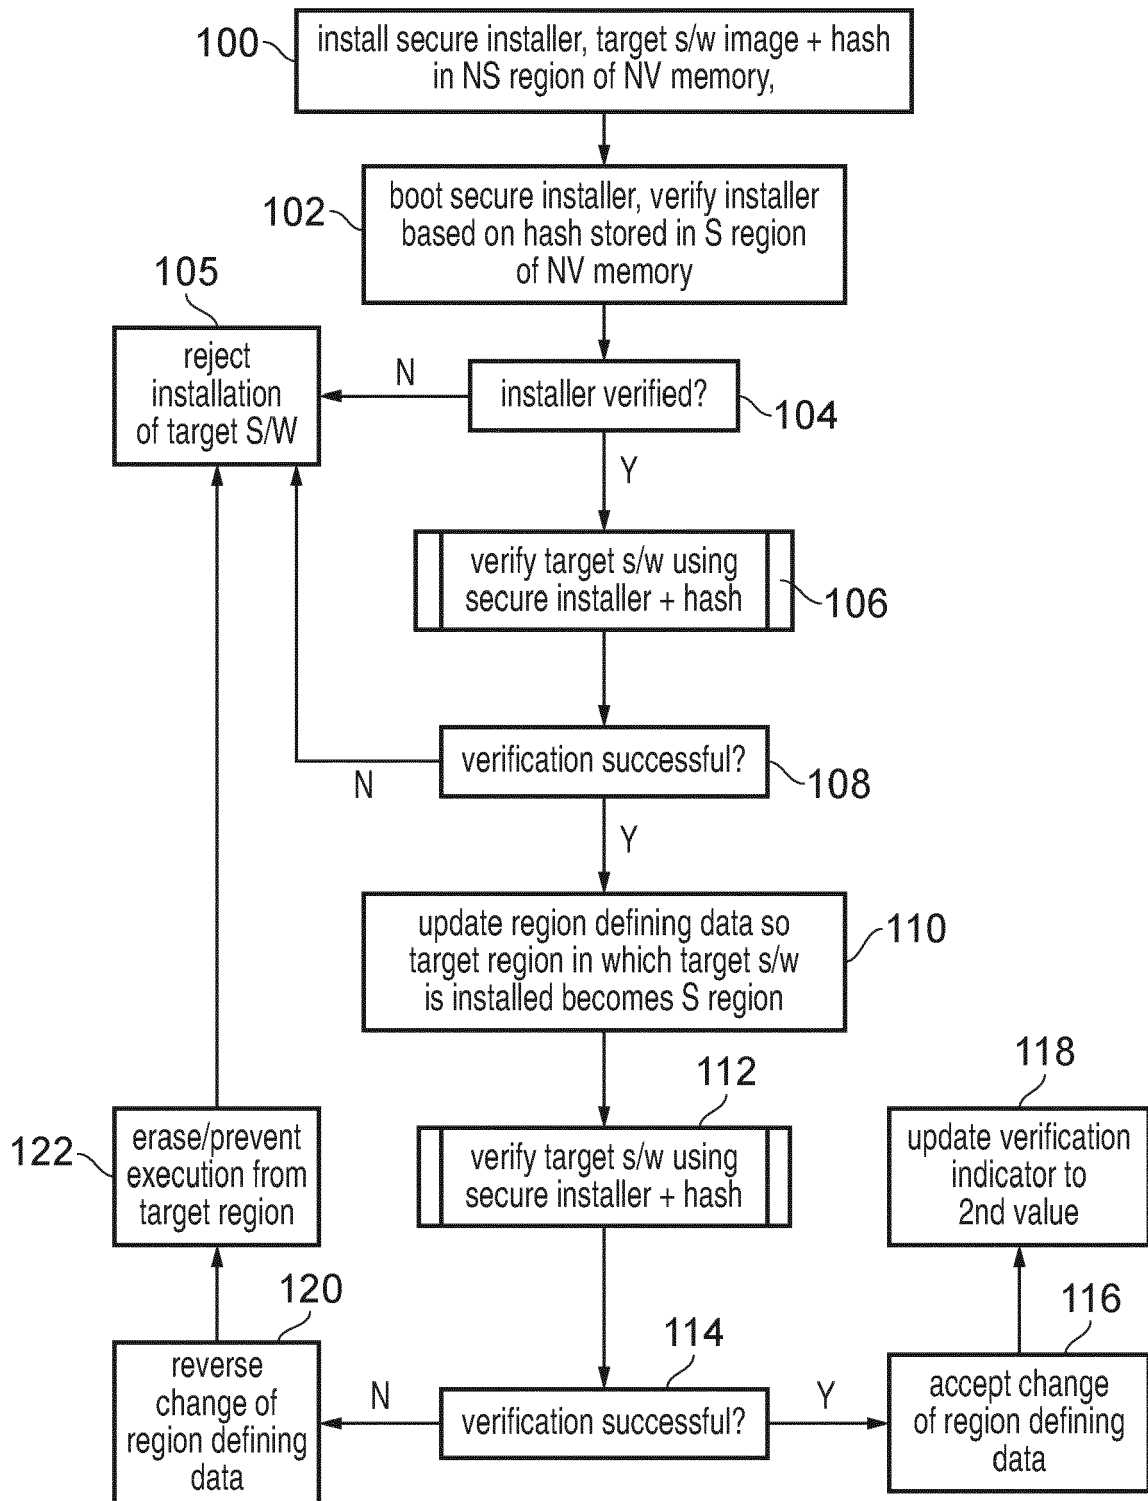 100
install secure installer, target s/w image + hash
in NS region of NV memory,
102
boot secure installer, verify installer
based on hash stored in S region
of NV memory
105
reject
installation
of target S/W
N
installer verified?
104
Y
verify target s/w using
secure installer + hash
106
verification successful?
108
N
Y
update region defining data so
target region in which target s/w
is installed becomes S region
110
112
verify target s/w using
secure installer + hash
118
update verification
indicator to
2nd value
122
erase/prevent
execution from
target region
120
reverse
change of
region defining
data
N
114
verification successful?
Y
116
accept change
of region defining
data